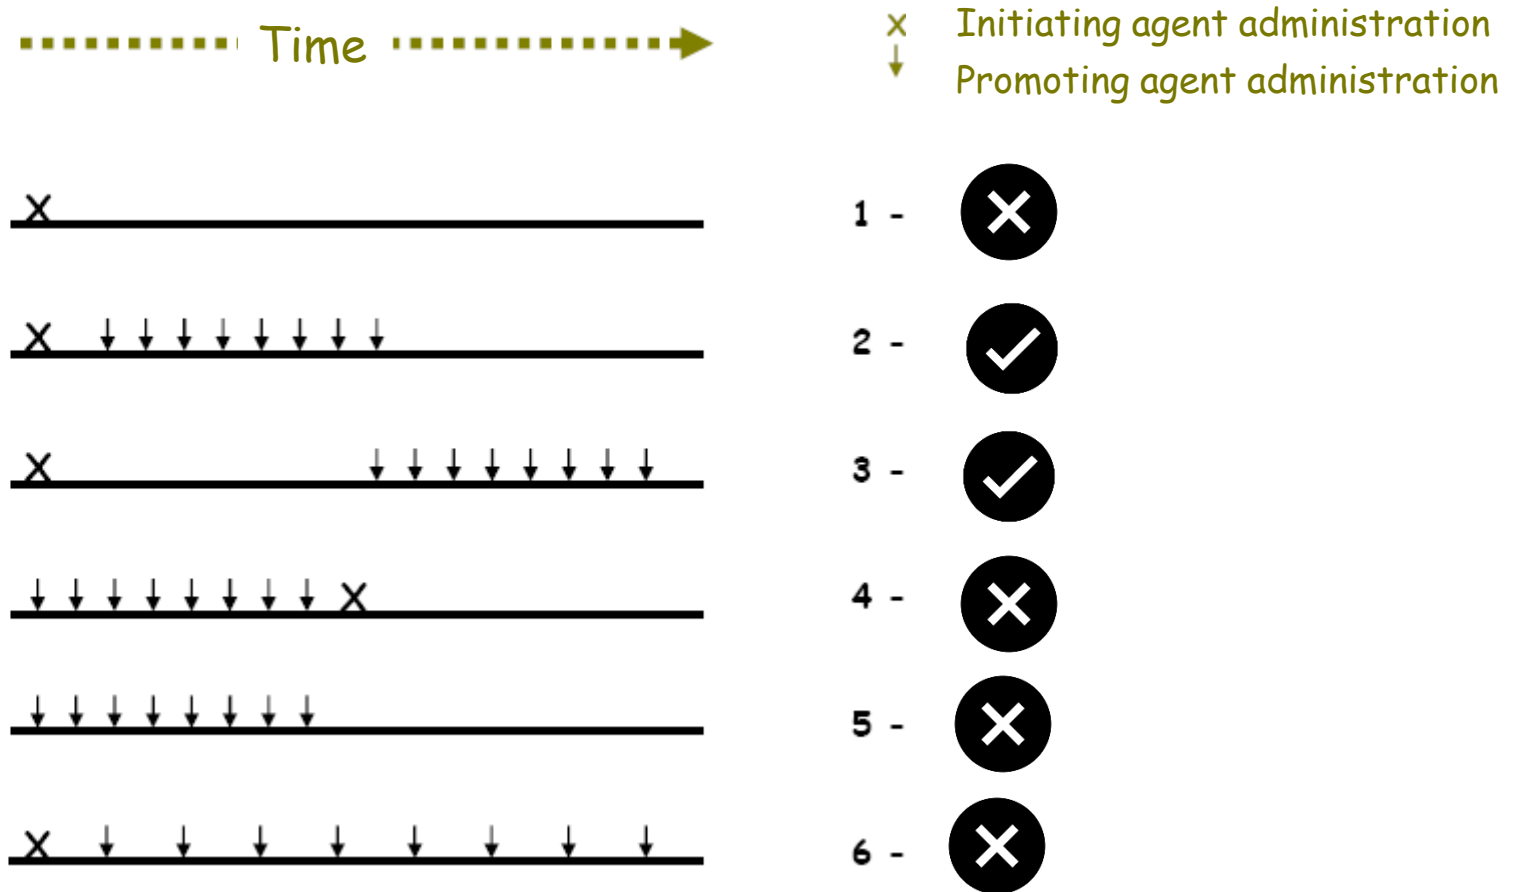 Time
x Initiating agent administration
↓ Promoting agent administration
X
1 -
X
2 -
X
3 -
X
4 -
5 -
X
6 -